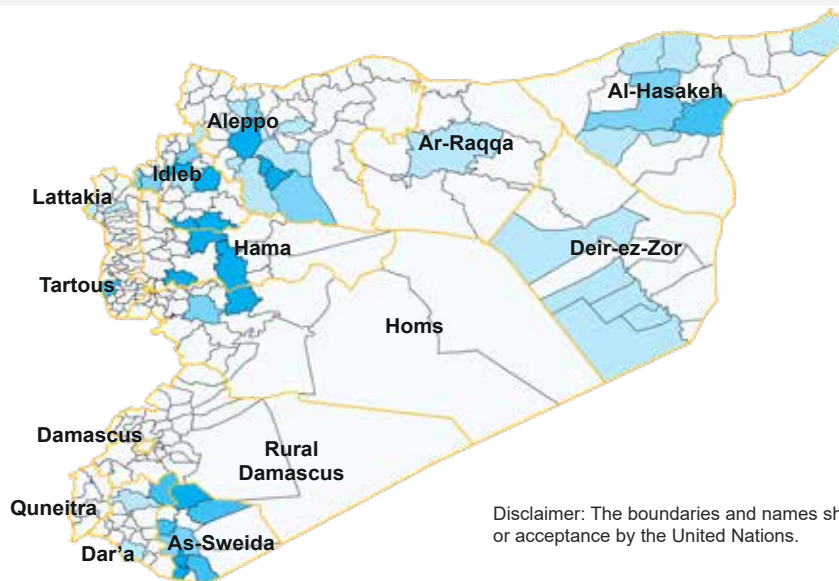 Al-Hasakeh
Aleppo
Ar-Raqqa
Idleb
Lattakia
Hama
Deir-ez-Zor
Tartous
Homs
Damascus
Rural
Damascus
Quneitra
As-Sweida
Dar'a
Disclaimer: The boundaries and names
or acceptance by the United Nations.